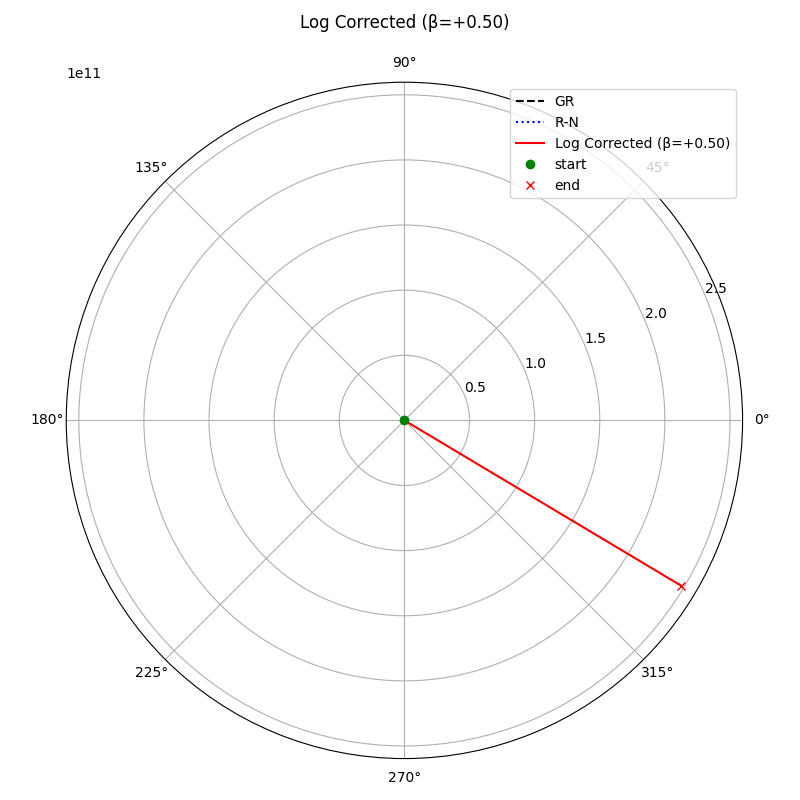 Log Corrected (β=+0.50)
1e11
90°
GR
R-N
Log Corrected (β=+0.50)
start
end
135°
45°
2.5
2.0
1.5
1.0
0.5
180°
0°
225°
315°
270°